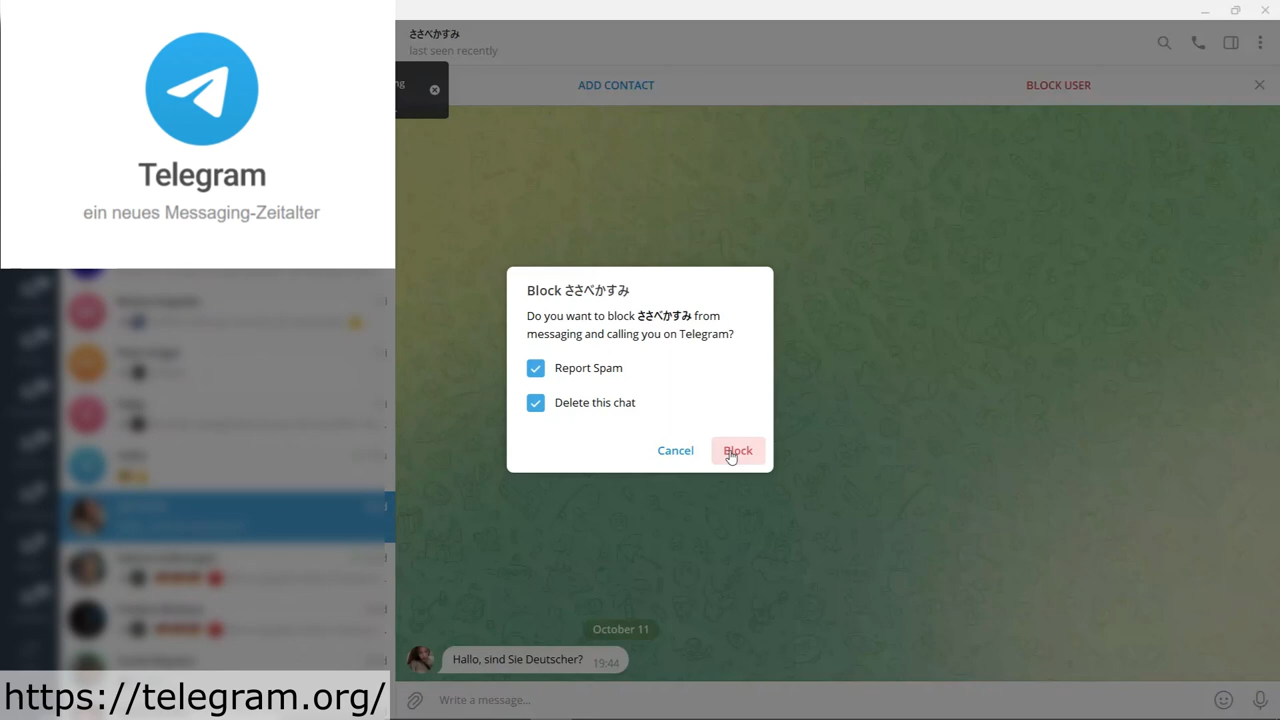 Telegram
ein neues Messaging-Zeitalter
ささべかすみ
last seen recently
ng
ADD CONTACT
BLOCK USER
Block ささべかすみ
Do you want to block ささべかすみ from
messaging and calling you on Telegram?
Report Spam
Delete this chat
Cancel
Block
October 11
Hallo, sind Sie Deutscher? 19:44
Write a message...
https://telegram.org/